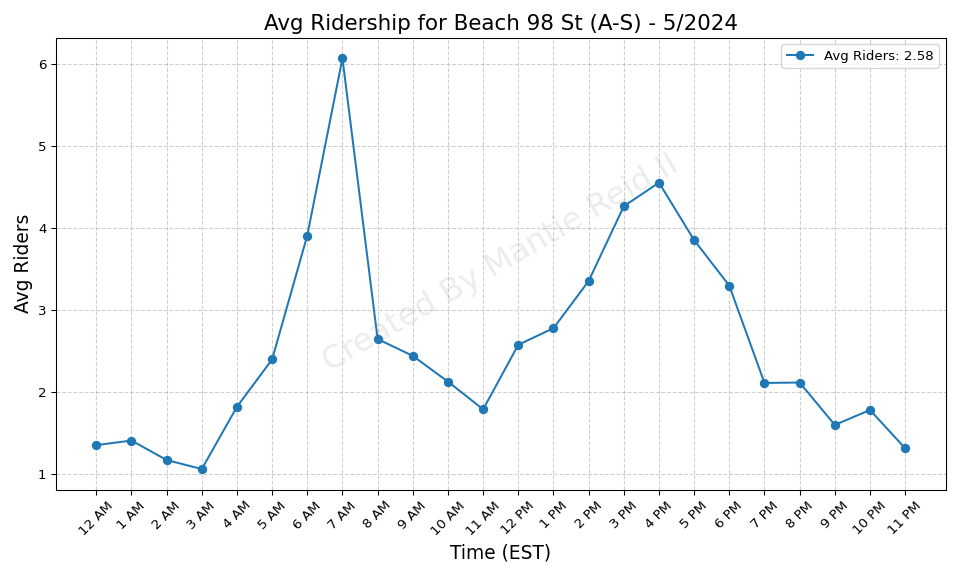 Avg Ridership for Beach 98 St (A-S) - 5/2024
Avg Riders: 2.58
Avg Riders
6
5
4
3
2
1
Created By Mantie Reid II
12 AM
1 AM
2 AM
3 AM
4 AM
5 AM
6 AM
7 AM
8 AM
9 AM
10 AM
11 AM
12 PM
1 PM
2 PM
3 PM
4 PM
5 PM
6 PM
7 PM
8 PM
9 PM
10 PM
11 PM
Time (EST)